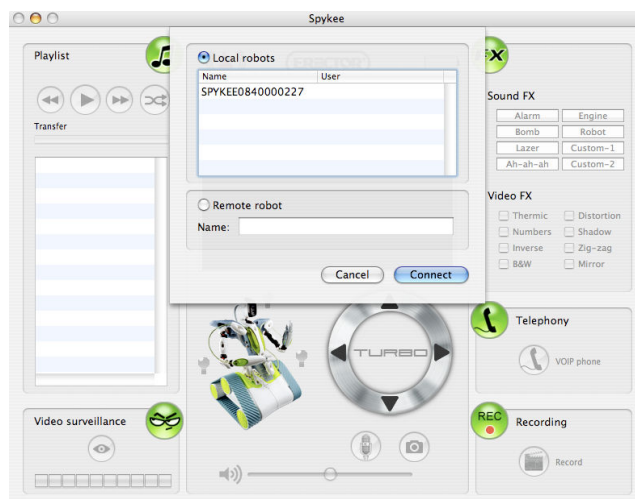 Spykee
Playlist
Transfer
Video surveillance
Local robots
Name User
SPYKEE0840000227
Remote robot
Name:
Cancel Connect
TURBO
FX
Sound FX
Alarm Engine
Bomb Robot
Lazer Custom-1
Ah-ah-ah Custom-2
Video FX
Thermic Distortion
Numbers Shadow
Inverse Zig-zag
B&W Mirror
Telephony
VOIP phone
REC
Recording
Record